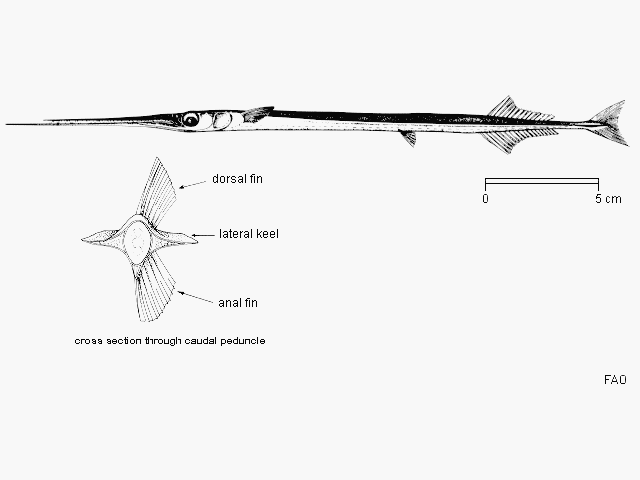 dorsal fin
0 5 cm
lateral keel
anal fin
cross section through caudal peduncle
FAO